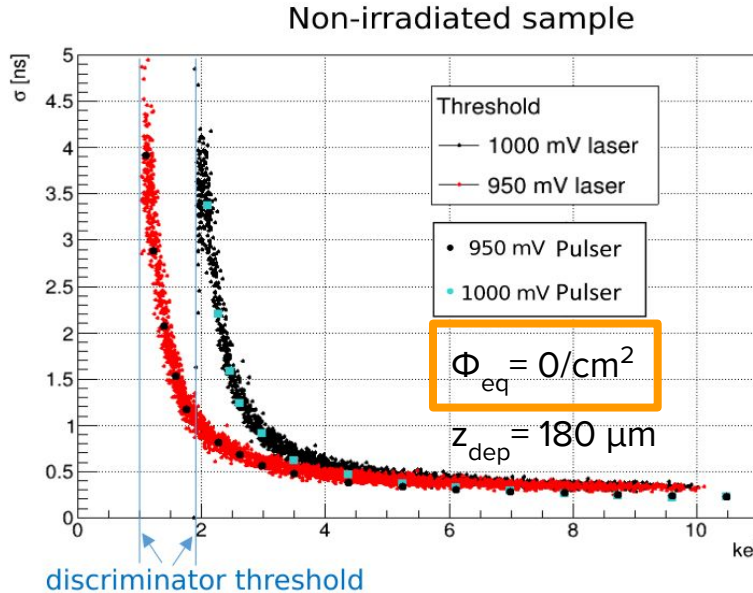 Non-irradiated sample
σ [ns]
5
4.5
4
3.5
3
2.5
2
1.5
1
0.5
0
Threshold
1000 mV laser
950 mV laser
950 mV Pulser
1000 mV Pulser
Φeq= 0/cm²
zdep= 180 μm
0 2 4 6 8 10
ke
discriminator threshold